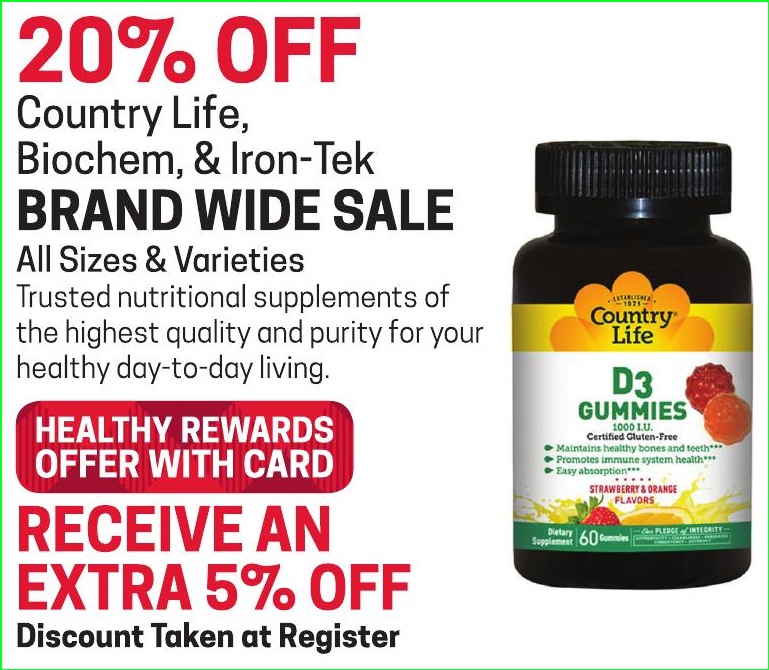 20% OFF
Country Life,
Biochem, & Iron-Tek
BRAND WIDE SALE
All Sizes & Varieties
Trusted nutritional supplements of
the highest quality and purity for your
healthy day-to-day living.
HEALTHY REWARDS
OFFER WITH CARD
RECEIVE AN
EXTRA 5% OFF
Discount Taken at Register
ESTABLISHED
1971
Country®
Life
D3
GUMMIES
1000 I.U.
Certified Gluten-Free
Maintains healthy bones and teeth***
Promotes immune system health***
Easy absorption***
STRAWBERRY & ORANGE
FLAVORS
Dietary
Supplement
60 Gummies
Our PLEDGE of INTEGRITY